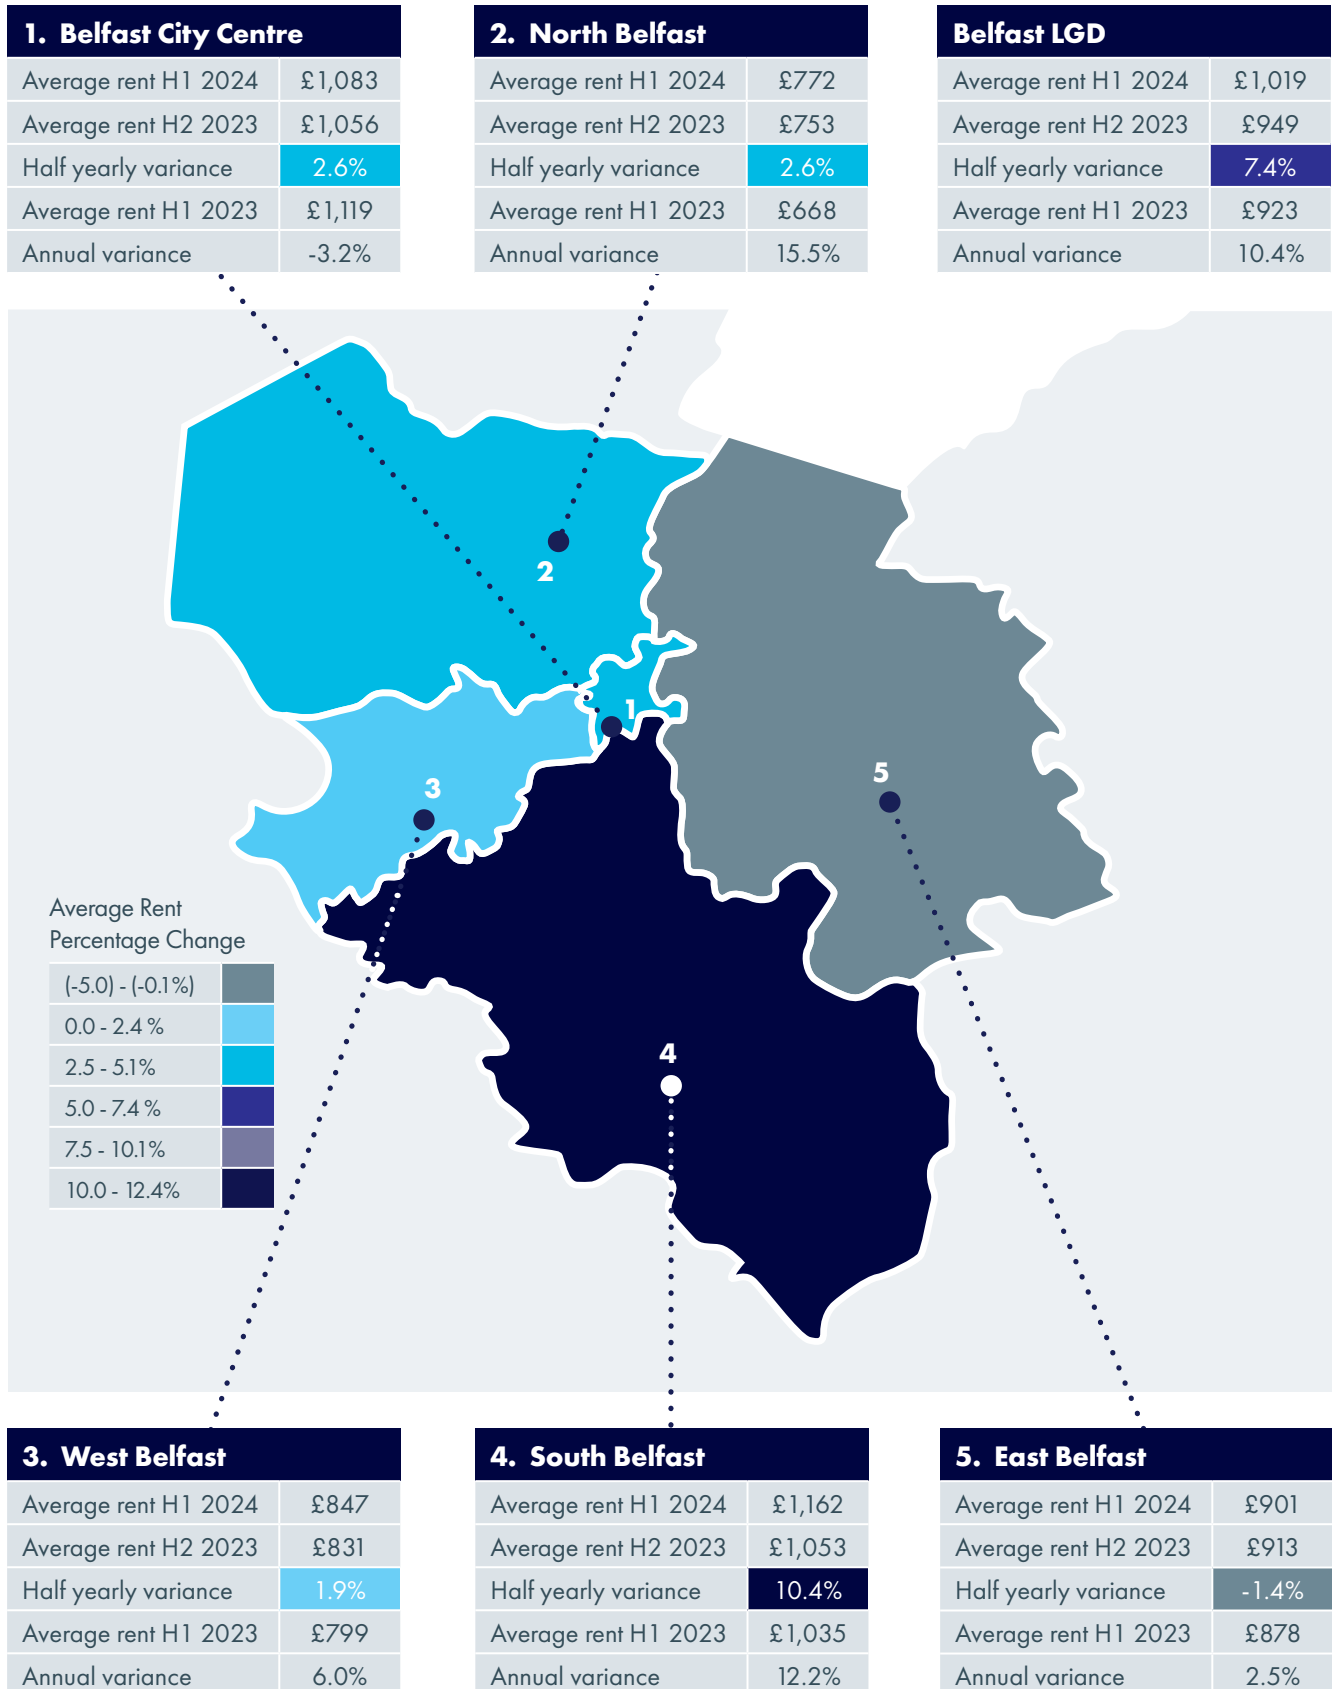 1. Belfast City Centre
Average rent H1 2024 £1,083
Average rent H2 2023 £1,056
Half yearly variance 2.6%
Average rent H1 2023 £1,119
Annual variance -3.2%
2. North Belfast
Average rent H1 2024 £772
Average rent H2 2023 £753
Half yearly variance 2.6%
Average rent H1 2023 £668
Annual variance 15.5%
Belfast LGD
Average rent H1 2024 £1,019
Average rent H2 2023 £949
Half yearly variance 7.4%
Average rent H1 2023 £923
Annual variance 10.4%
2
1
3
5
4
Average Rent
Percentage Change
(-5.0) - (-0.1%)
0.0 - 2.4 %
2.5 - 5.1%
5.0 - 7.4 %
7.5 - 10.1%
10.0 - 12.4%
3. West Belfast
Average rent H1 2024 £847
Average rent H2 2023 £831
Half yearly variance 1.9%
Average rent H1 2023 £799
Annual variance 6.0%
4. South Belfast
Average rent H1 2024 £1,162
Average rent H2 2023 £1,053
Half yearly variance 10.4%
Average rent H1 2023 £1,035
Annual variance 12.2%
5. East Belfast
Average rent H1 2024 £901
Average rent H2 2023 £913
Half yearly variance -1.4%
Average rent H1 2023 £878
Annual variance 2.5%